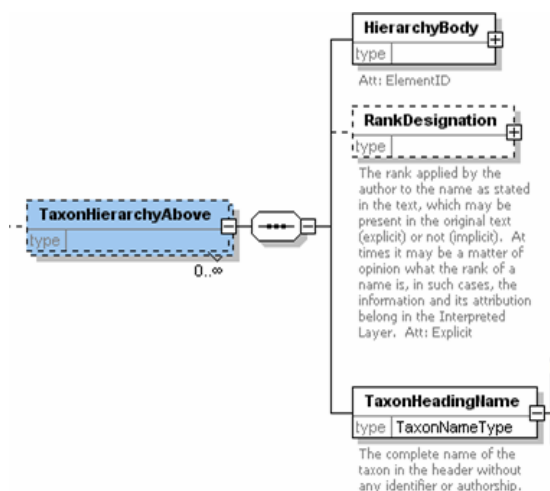 HierarchyBody
type
Att: ElementID
RankDesignation
type
The rank applied by the
author to the name as stated
in the text, which may be
present in the original text
(explicit) or not (implicit). At
times it may be a matter of
opinion what the rank of a
name is, in such cases, the
information and its attribution
belong in the Interpreted
Layer. Att: Explicit
TaxonHierarchyAbove
type
0..∞
TaxonHeadingName
type TaxonNameType
The complete name of the
taxon in the header without
any identifier or authorship.